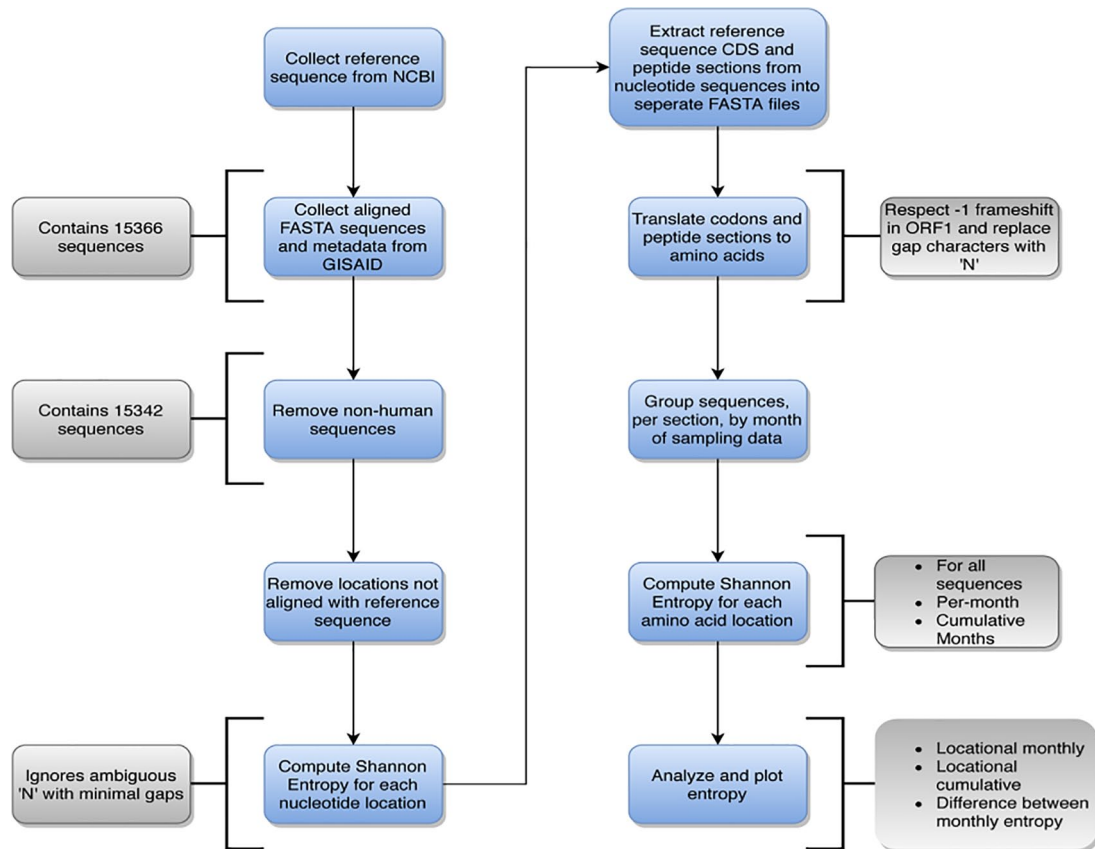 Collect reference
sequence from NCBI
Contains 15366
sequences
Collect aligned
FASTA sequences
and metadata from
GISAID
Contains 15342
sequences
Remove non-human
sequences
Remove locations not
aligned with reference
sequence
Ignores ambiguous
'N' with minimal gaps
Compute Shannon
Entropy for each
nucleotide location
Extract reference
sequence CDS and
peptide sections from
nucleotide sequences into
seperate FASTA files
Translate codons and
peptide sections to
amino acids
Respect -1 frameshift
in ORF1 and replace
gap characters with
'N'
Group sequences,
per section, by month
of sampling data
Compute Shannon
Entropy for each
amino acid location
• For all
sequences
• Per-month
• Cumulative
Months
Analyze and plot
entropy
• Locational monthly
• Locational
cumulative
• Difference between
monthly entropy